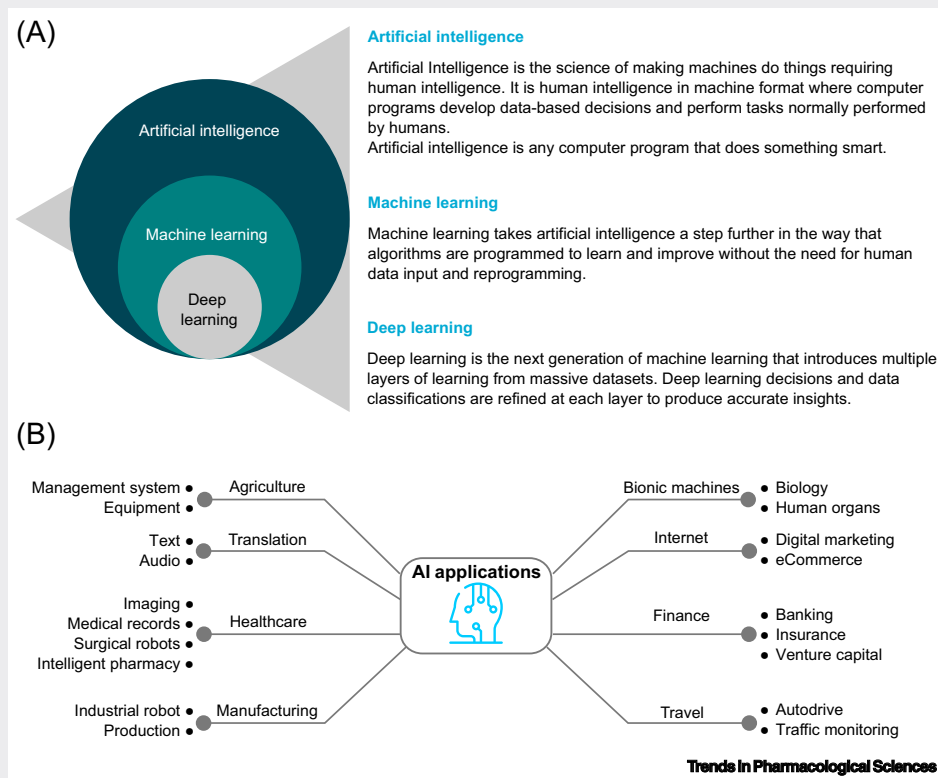 (A)
Artificial intelligence
Machine learning
Deep
learning
Artificial intelligence
Artificial Intelligence is the science of making machines do things requiring
human intelligence. It is human intelligence in machine format where computer
programs develop data-based decisions and perform tasks normally performed
by humans.
Artificial intelligence is any computer program that does something smart.
Machine learning
Machine learning takes artificial intelligence a step further in the way that
algorithms are programmed to learn and improve without the need for human
data input and reprogramming.
Deep learning
Deep learning is the next generation of machine learning that introduces multiple
layers of learning from massive datasets. Deep learning decisions and data
classifications are refined at each layer to produce accurate insights.
(B)
AI applications
Agriculture
Management system •
Equipment •
Translation
Text •
Audio •
Healthcare
Imaging •
Medical records •
Surgical robots •
Intelligent pharmacy •
Manufacturing
Industrial robot •
Production •
Bionic machines
• Biology
• Human organs
Internet
• Digital marketing
• eCommerce
Finance
• Banking
• Insurance
• Venture capital
Travel
• Autodrive
• Traffic monitoring
Trends in Pharmacological Sciences